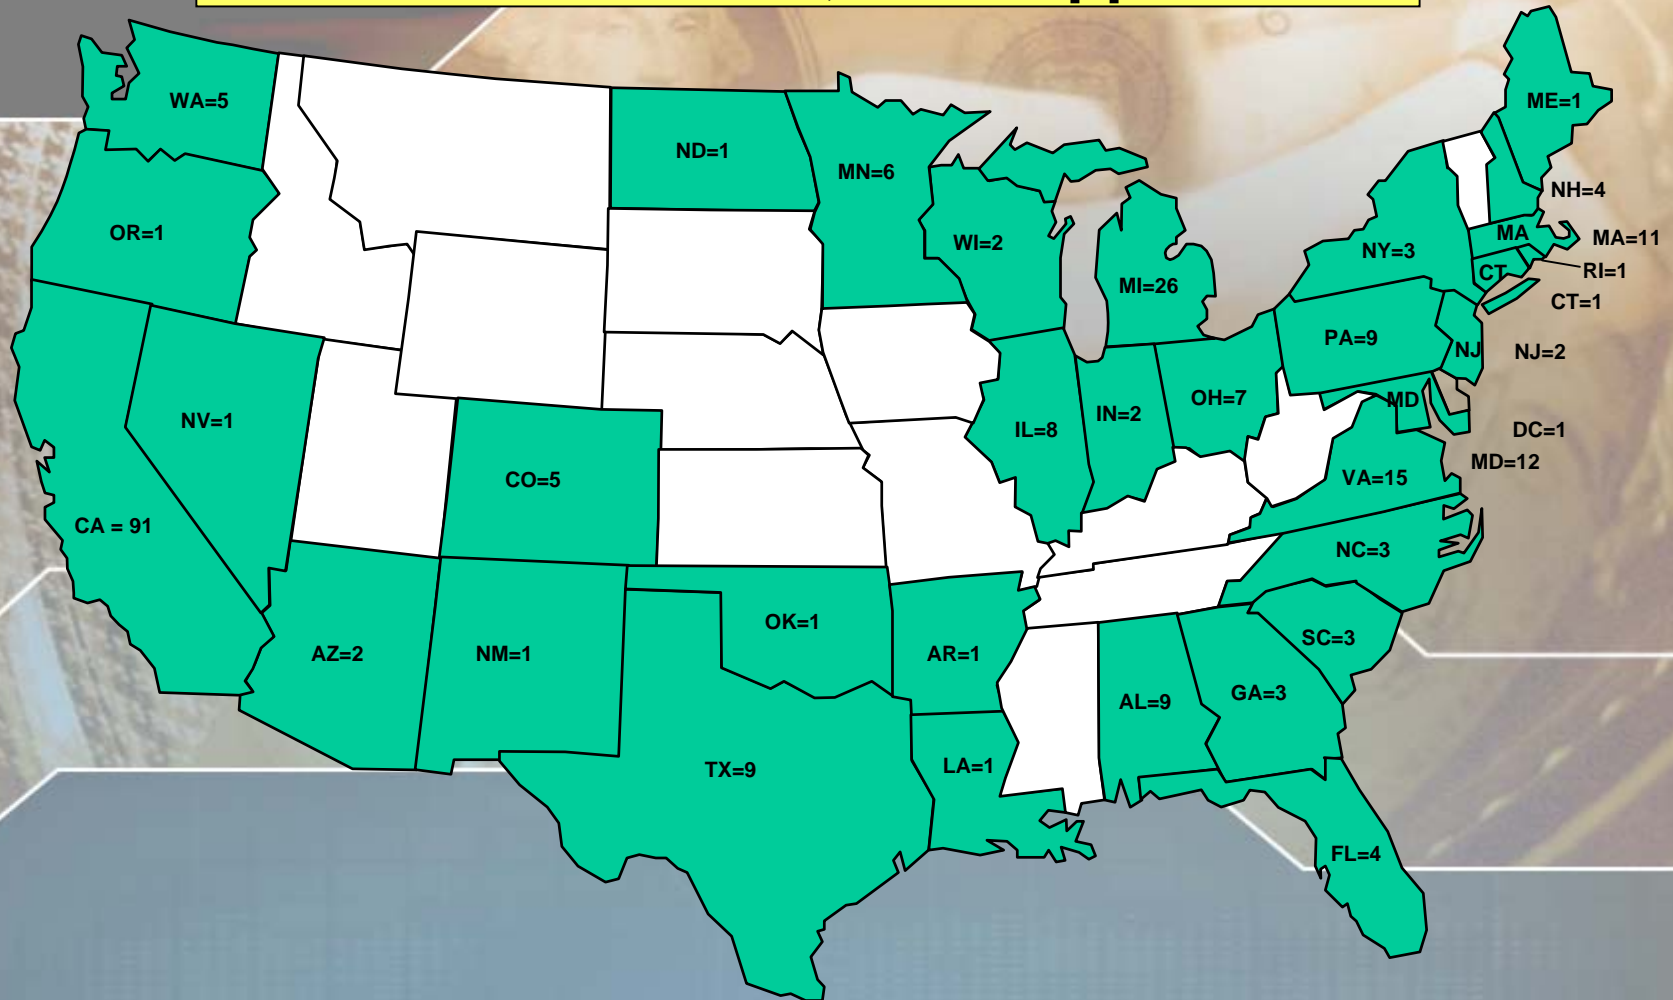 WA=5
ME=1
ND=1
MN=6
NH=4
OR=1
MA
MA=11
WI=2
NY=3
RI=1
CT
MI=26
CT=1
PA=9
NJ
NJ=2
OH=7
MD
IN=2
NV=1
IL=8
DC=1
MD=12
CO=5
VA=15
CA = 91
NC=3
OK=1
SC=3
AZ=2
NM=1
AR=1
GA=3
AL=9
TX=9
LA=1
FL=4